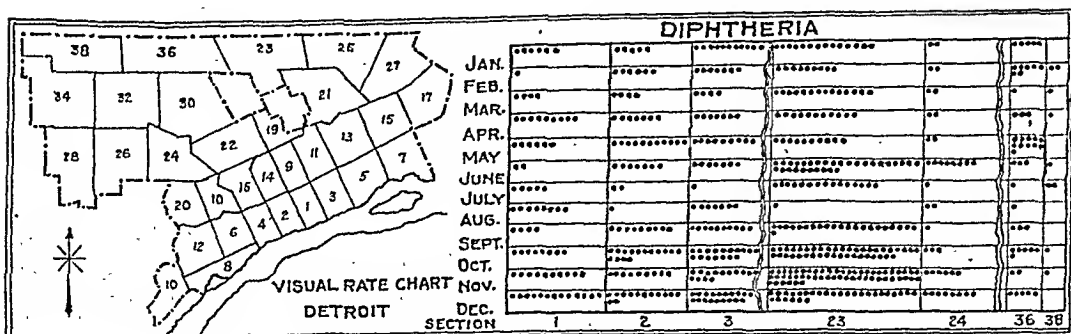 DIPHTHERIA
38 36 23 25 27
34 32 30 21 17
28 26 24 22 19 13 15
20 10 16 14 9 11 7
12 6 4 2 1 3 5
10 8
VISUAL RATE CHART
DETROIT
JAN.
FEB.
MAR.
APR.
MAY
JUNE
JULY
AUG.
SEPT.
OCT.
NOV.
DEC.
SECTION 1 2 3 23 24 36 38